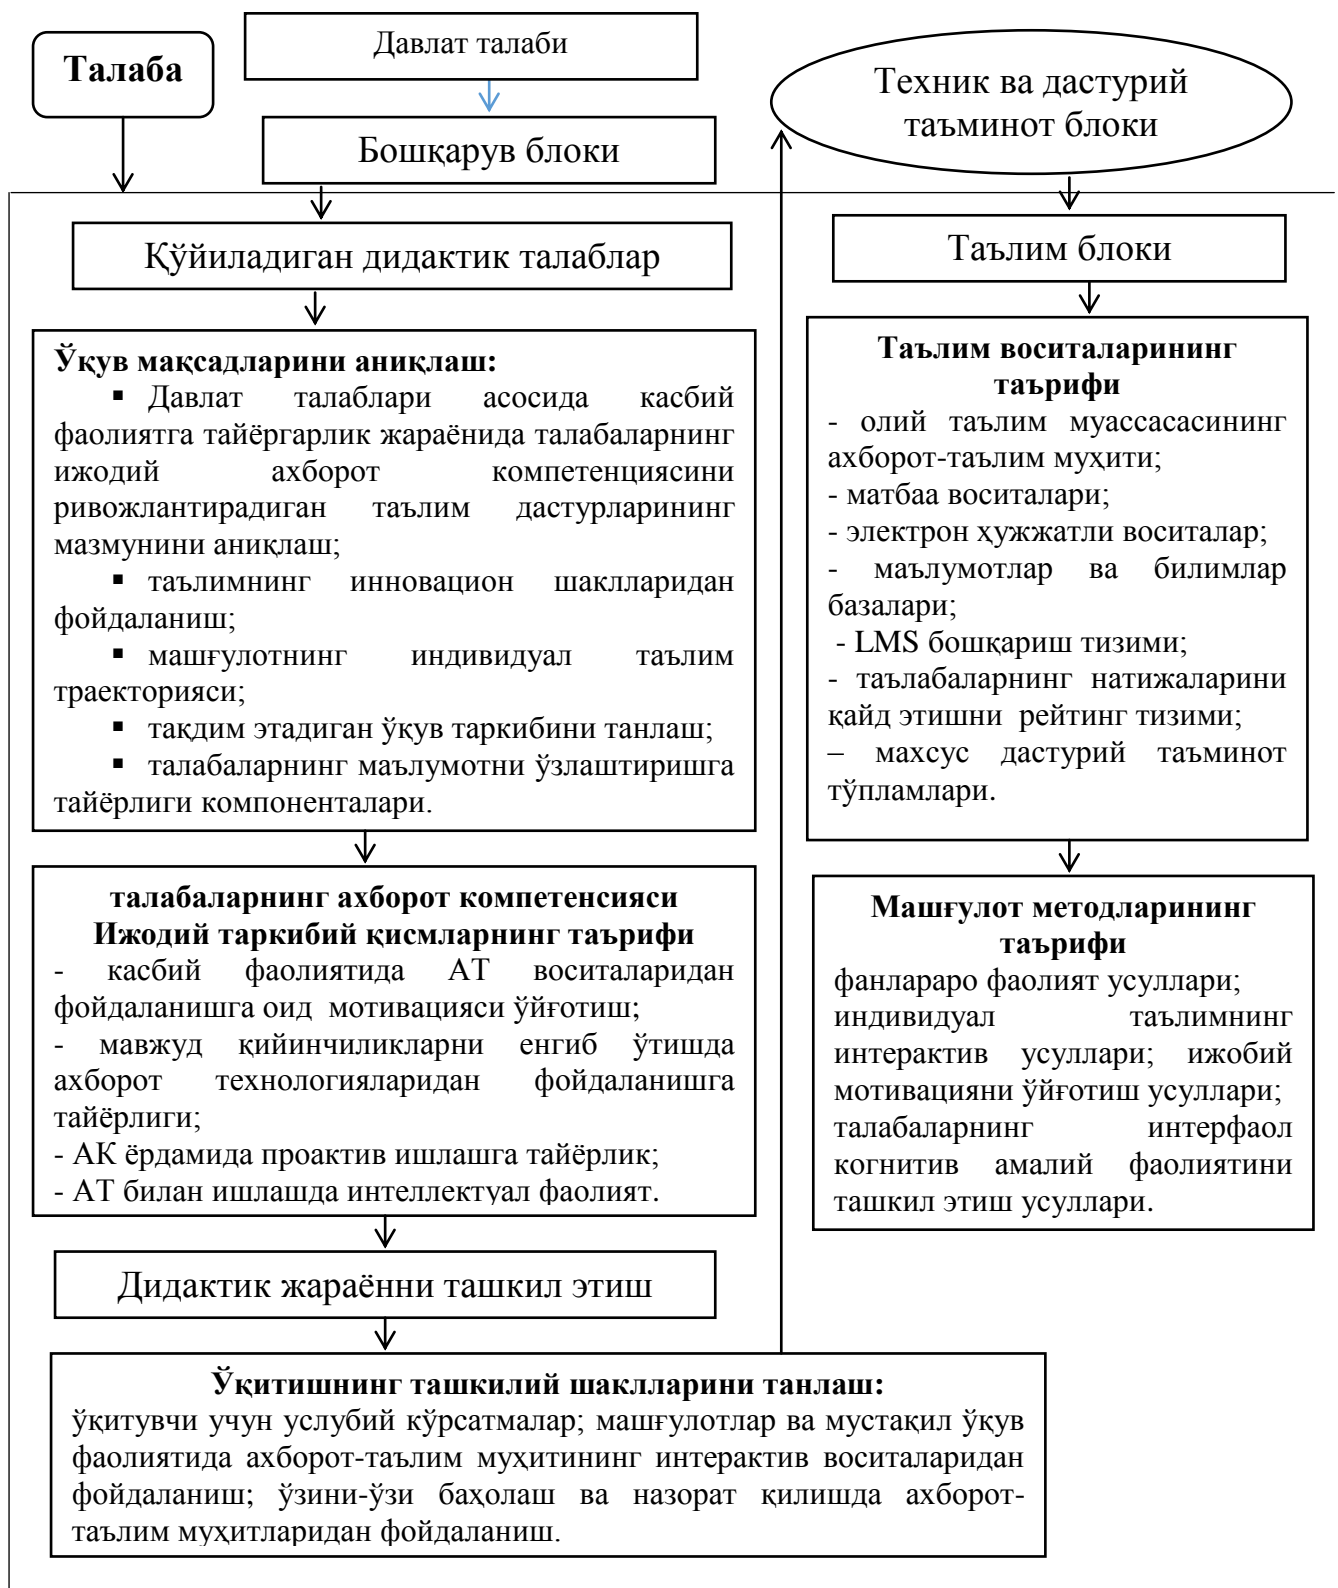 Талаба
Давлат талаби
Бошқарув блоки
Қўйиладиган дидактик талаблар
Ўқув мақсадларини аниқлаш:
▪ Давлат талаблари асосида касбий
фаолиятга тайёргарлик жараёнида талабаларнинг
ижодий ахборот компетенциясини
ривожлантирадиган таълим дастурларининг
мазмунини аниқлаш;
▪ таълимнинг инновацион шаклларидан
фойдаланиш;
▪ машғулотнинг индивидуал таълим
траекторияси;
▪ тақдим этадиган ўқув таркибини танлаш;
▪ талабаларнинг маълумотни ўзлаштиришга
тайёрлиги компоненталари.
талабаларнинг ахборот компетенсияси
Ижодий таркибий қисмларнинг таърифи
- касбий фаолиятида АТ воситаларидан
фойдаланишга оид мотивацияси ўйғотиш;
- мавжуд қийинчиликларни енгиб ўтишда
ахборот технологияларидан фойдаланишга
тайёрлиги;
- АК ёрдамида проактив ишлашга тайёрлик;
- АТ билан ишлашда интеллектуал фаолият.
Дидактик жараённи ташкил этиш
Ўқитишнинг ташкилий шаклларини танлаш:
ўқитувчи учун услубий кўрсатмалар; машғулотлар ва мустақил ўқув
фаолиятида ахборот-таълим муҳитининг интерактив воситаларидан
фойдаланиш; ўзини-ўзи баҳолаш ва назорат қилишда ахборот-
таълим муҳитларидан фойдаланиш.
Техник ва дастурий
таъминот блоки
Таълим блоки
Таълим воситаларининг
таърифи
- олий таълим муассасасининг
ахборот-таълим муҳити;
- матбаа воситалари;
- электрон ҳужжатли воситалар;
- маълумотлар ва билимлар
базалари;
- LMS бошқариш тизими;
- таълабаларнинг натижаларини
қайд этишни рейтинг тизими;
– махсус дастурий таъминот
тўпламлари.
Машғулот методларининг
таърифи
фанлараро фаолият усуллари;
индивидуал таълимнинг
интерактив усуллари; ижобий
мотивацияни ўйғотиш усуллари;
талабаларнинг интерфаол
когнитив амалий фаолиятини
ташкил этиш усуллари.